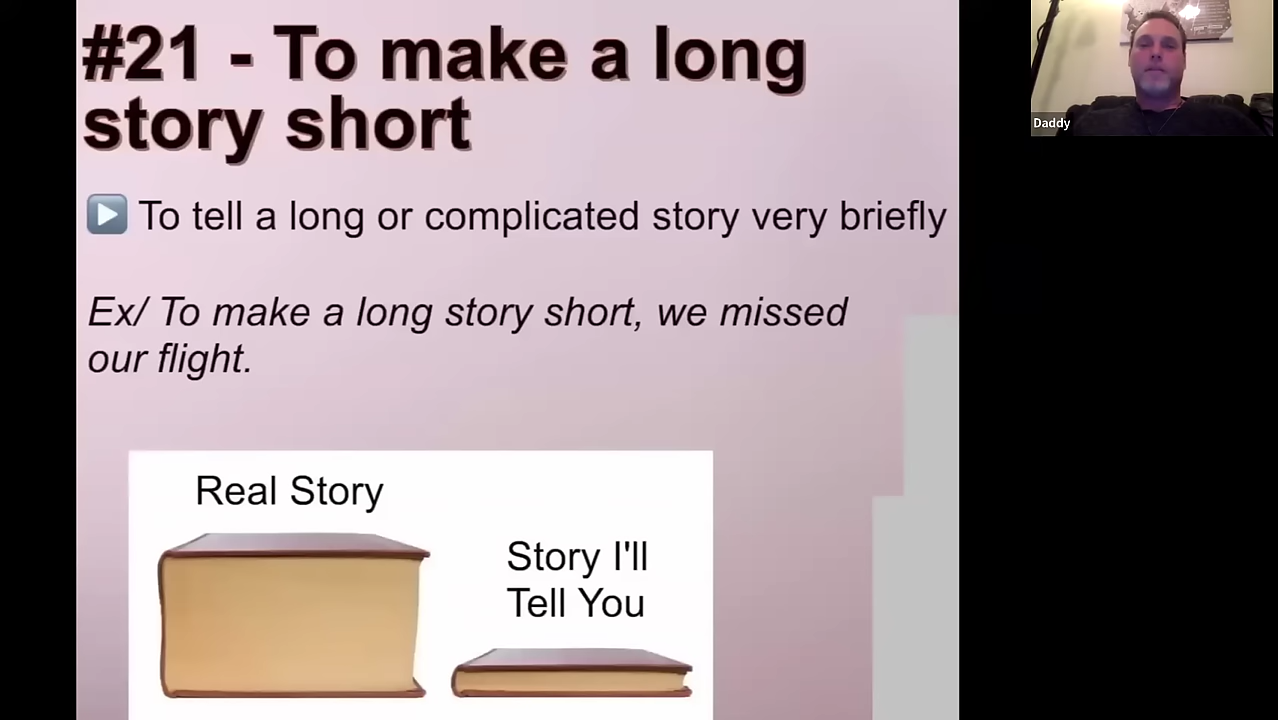 #21 - To make a long
story short
To tell a long or complicated story very briefly
Ex/ To make a long story short, we missed
our flight.
Real Story
Story I'll
Tell You
Daddy